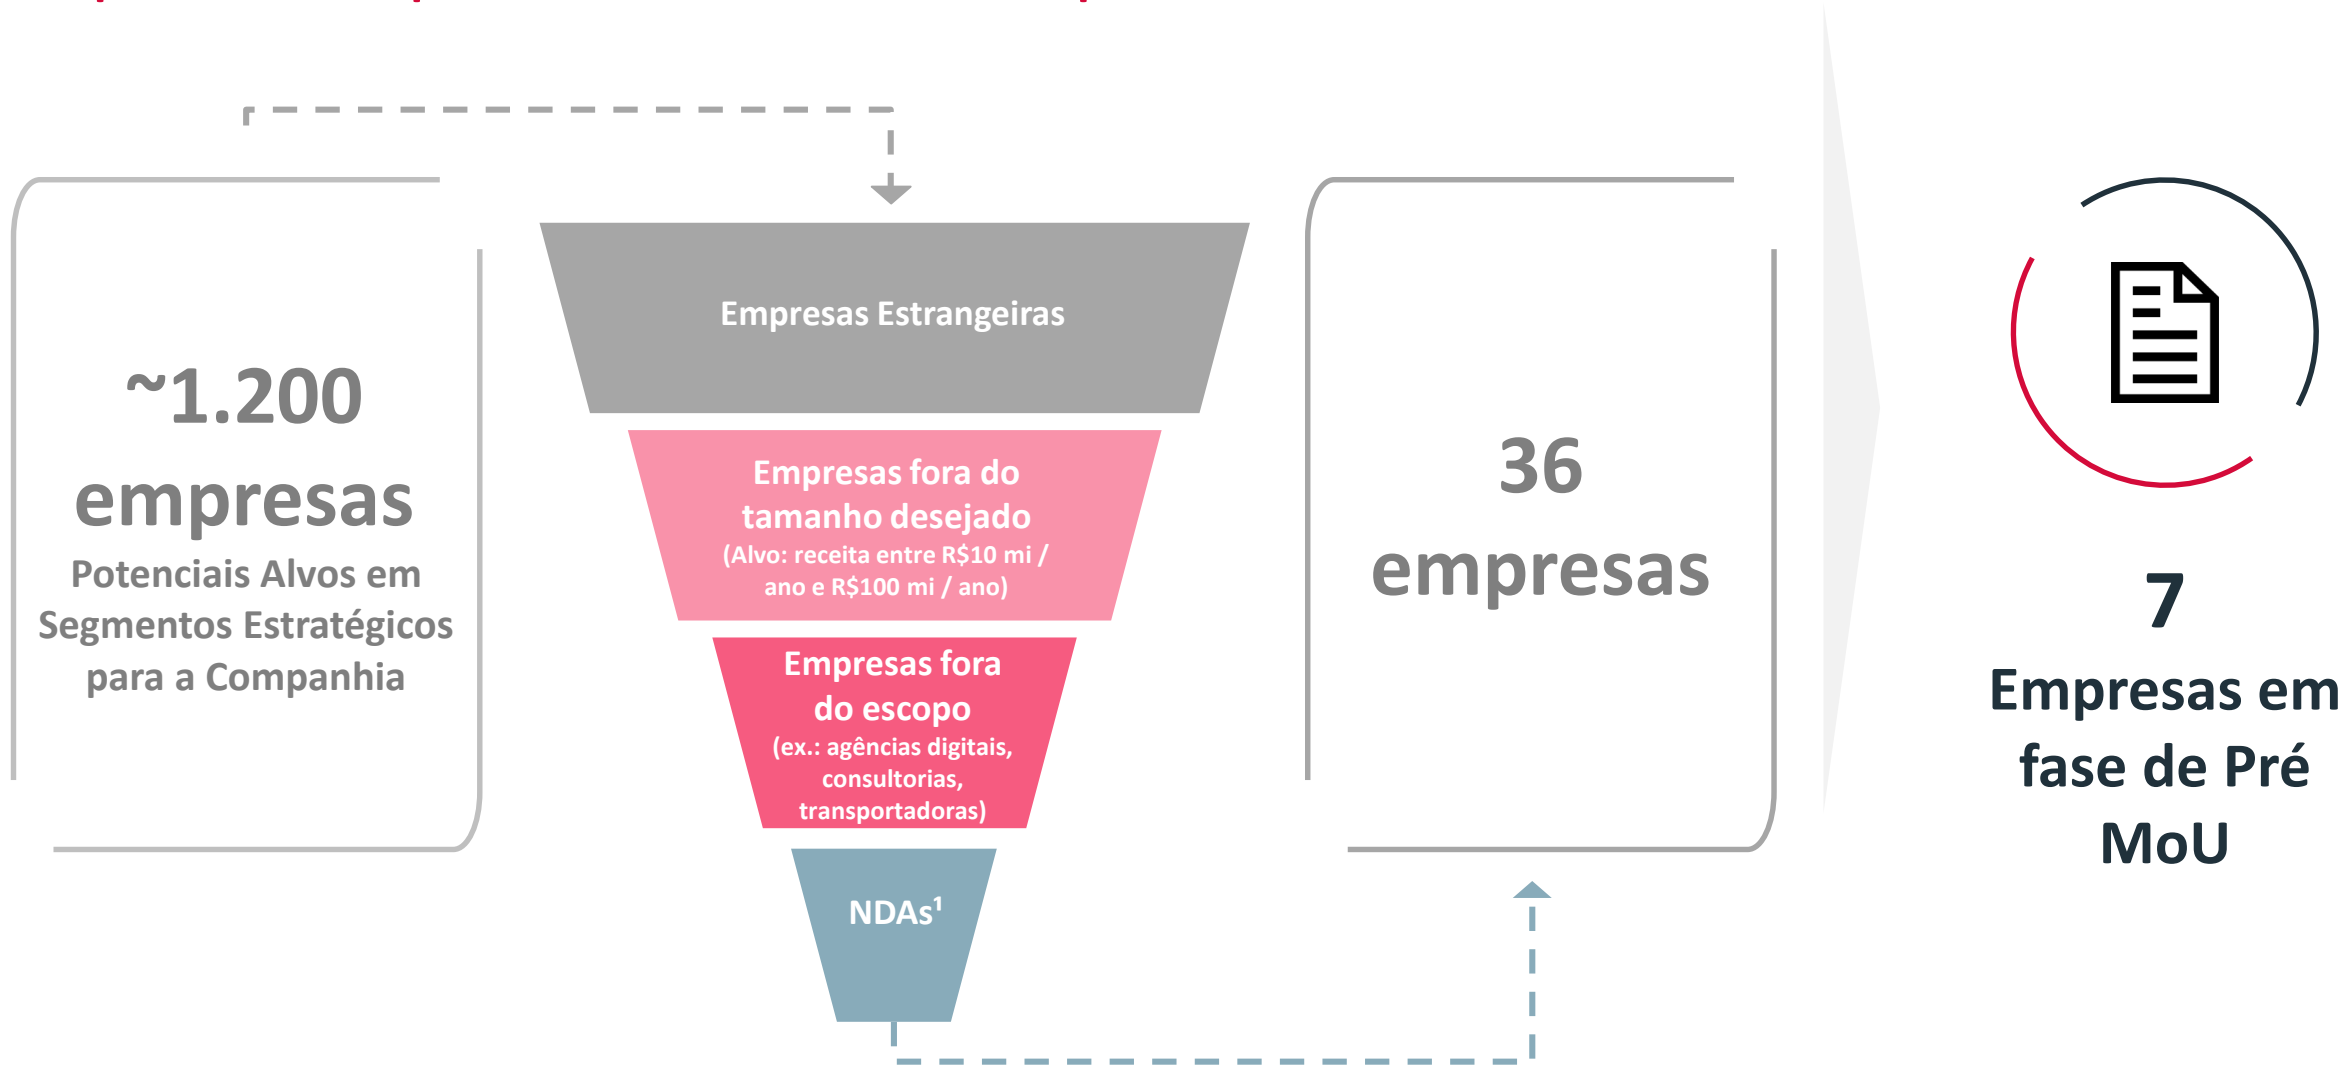 ~1.200
empresas
Potenciais Alvos em
Segmentos Estratégicos
para a Companhia
Empresas Estrangeiras
Empresas fora do
tamanho desejado
(Alvo: receita entre R$10 mi /
ano e R$100 mi / ano)
Empresas fora
do escopo
(ex.: agências digitais,
consultorias,
transportadoras)
NDAs¹
36
empresas
7
Empresas em
fase de Pré
MoU